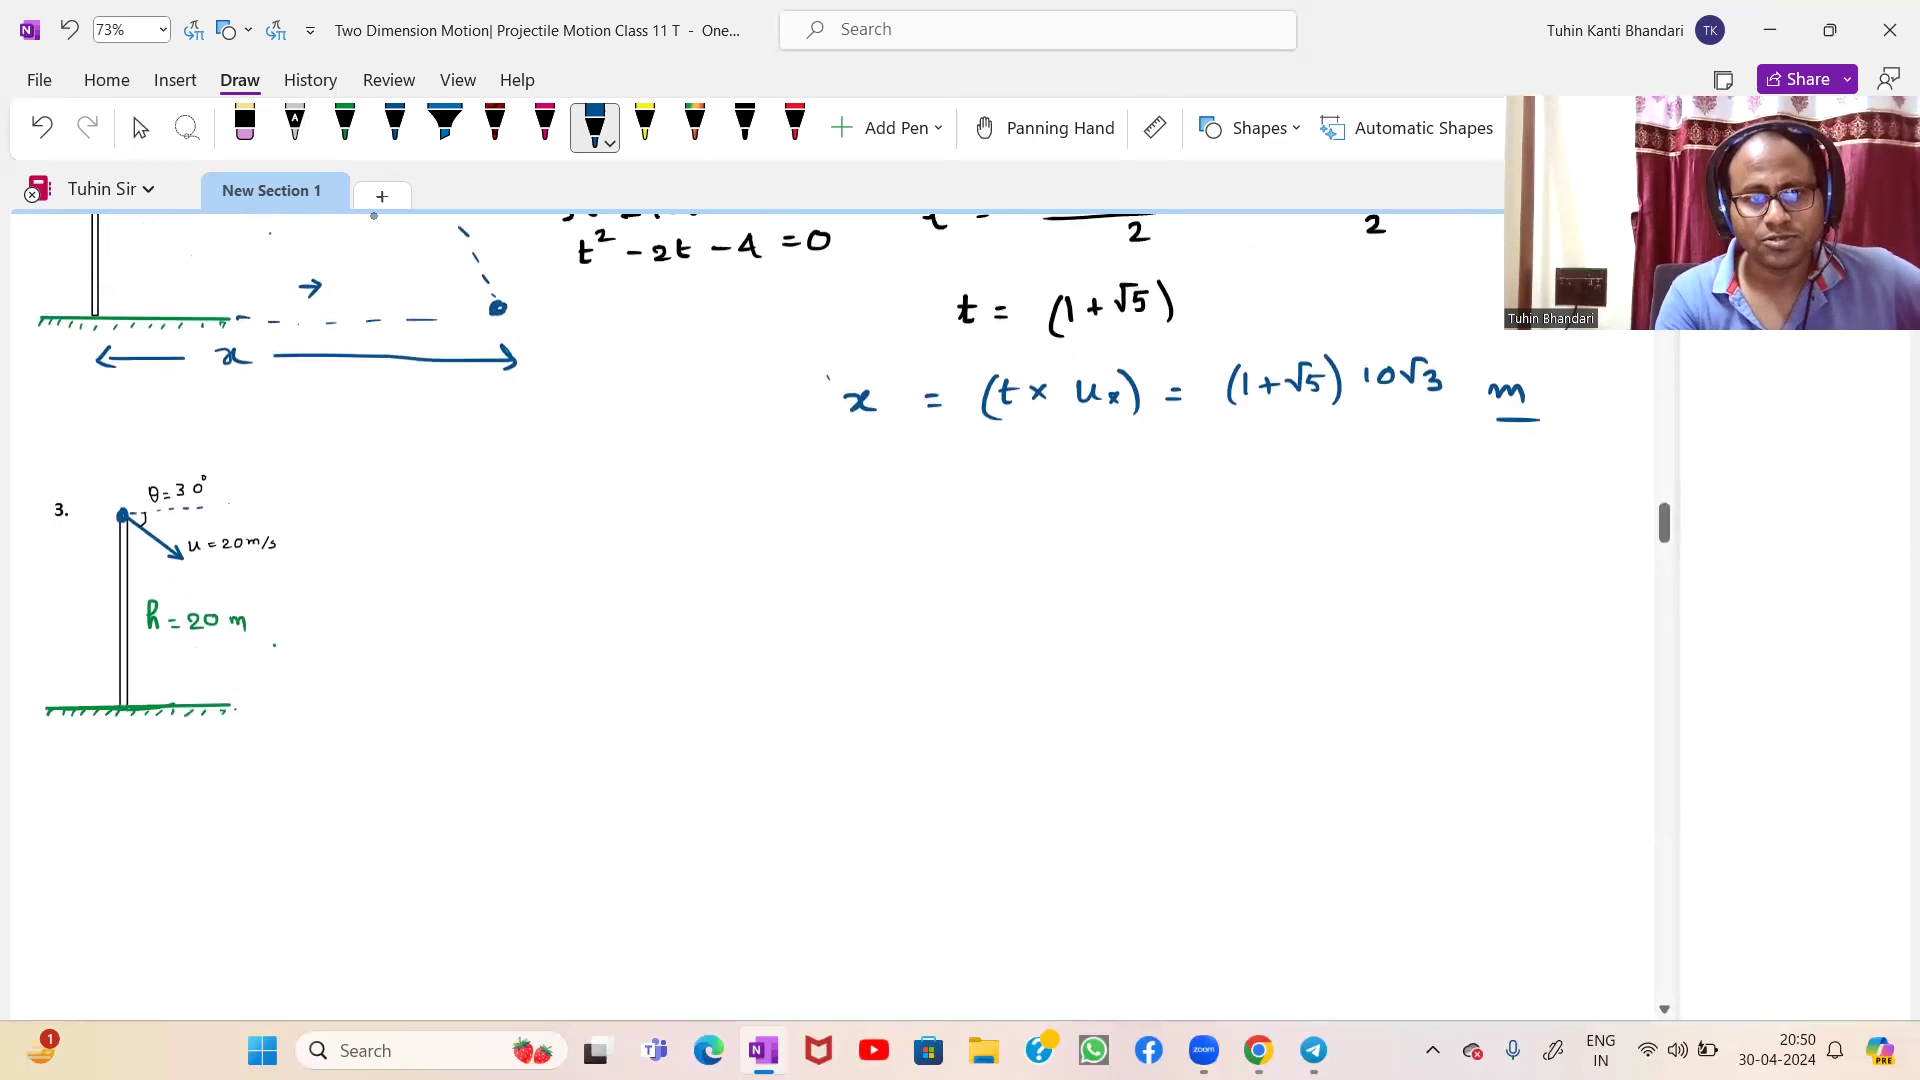 73%
Two Dimension Motion| Projectile Motion Class 11 T - One...
Search
Tuhin Kanti Bhandari
TK
File Home Insert Draw History Review View Help
Share
Add Pen
Panning Hand
Shapes
Automatic Shapes
Tuhin Sir
New Section 1
Tuhin Bhandari
2
2
t² - 2t - 4 = 0
t = (1 + √5)
x
x = (t × uₓ) = (1 + √5) 10√3 m
3.
θ = 30°
u = 20 m/s
h = 20 m
1
Search
zoom
ENG
IN
20:50
30-04-2024
PRE